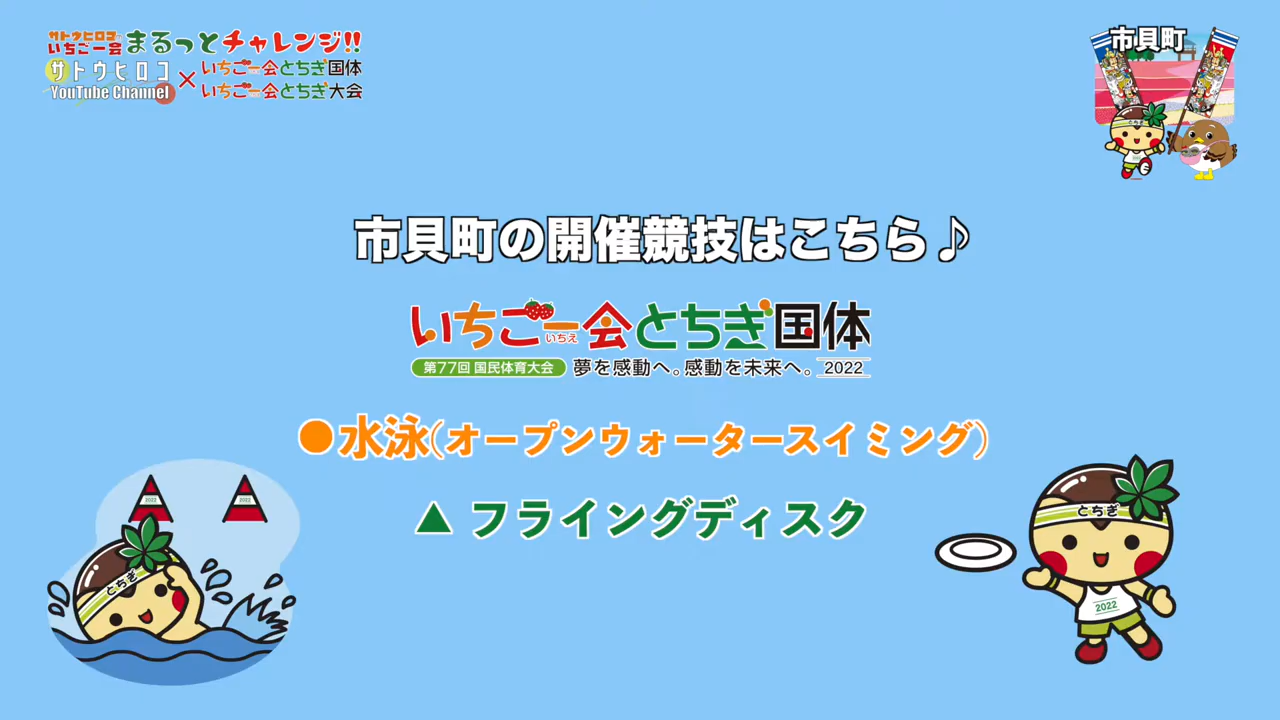 サトウヒロコの
いちご一会 まるっとチャレンジ!!
サトウヒロコ
YouTube Channel
×
いちご一会とちぎ国体
いちご一会とちぎ大会
市貝町
とちぎ
市貝町の開催競技はこちら♪
いちご一会とちぎ国体
いちえ
第77回 国民体育大会 夢を感動へ。感動を未来へ。 2022
●水泳(オープンウォータースイミング)
▲ フライングディスク
2022
2022
とちぎ
とちぎ
2022